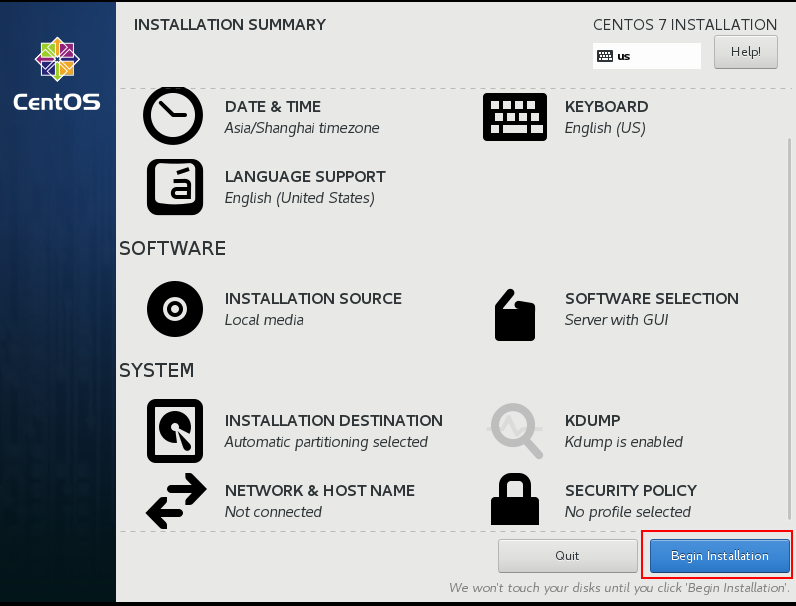 INSTALLATION SUMMARY
CENTOS 7 INSTALLATION
us
Help!
CentOS
DATE & TIME
Asia/Shanghai timezone
KEYBOARD
English (US)
á
LANGUAGE SUPPORT
English (United States)
SOFTWARE
INSTALLATION SOURCE
Local media
SOFTWARE SELECTION
Server with GUI
SYSTEM
INSTALLATION DESTINATION
Automatic partitioning selected
KDUMP
Kdump is enabled
NETWORK & HOST NAME
Not connected
SECURITY POLICY
No profile selected
Quit
Begin Installation
We won't touch your disks until you click 'Begin Installation'.